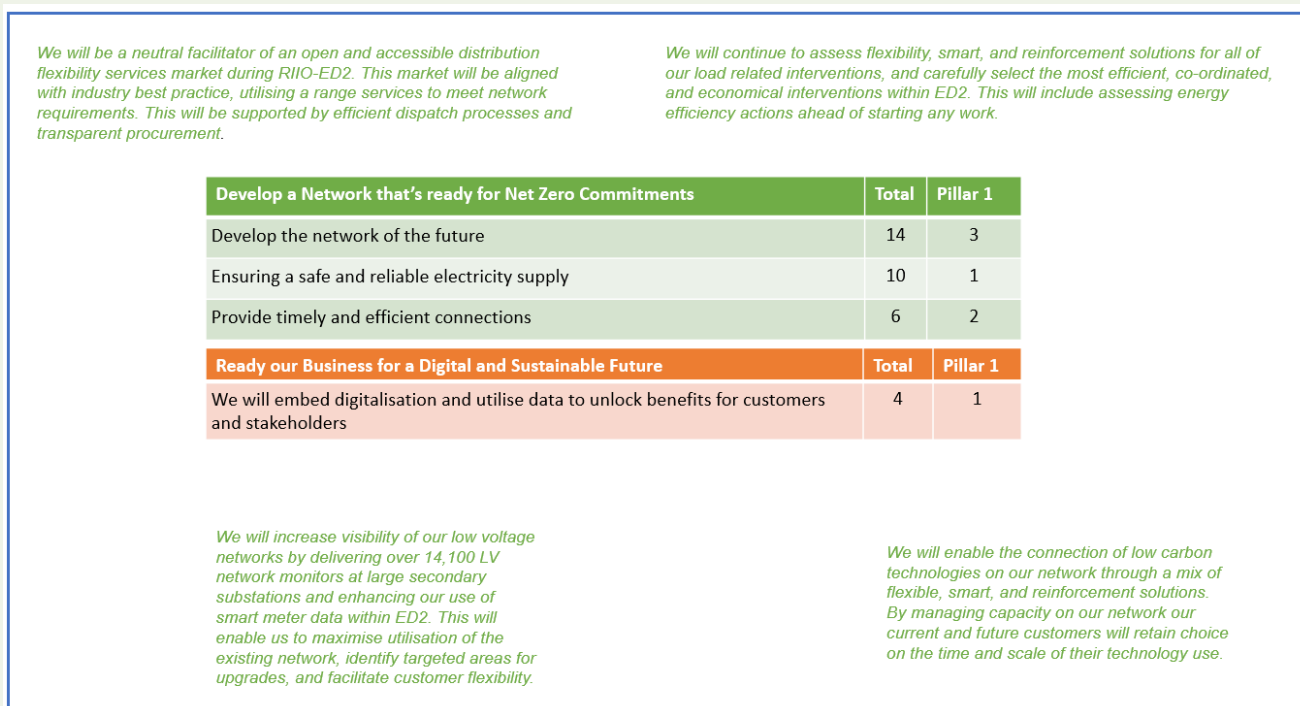 We will be a neutral facilitator of an open and accessible distribution
flexibility services market during RIIO-ED2. This market will be aligned
with industry best practice, utilising a range services to meet network
requirements. This will be supported by efficient dispatch processes and
transparent procurement.
We will continue to assess flexibility, smart, and reinforcement solutions for all of
our load related interventions, and carefully select the most efficient, co-ordinated,
and economical interventions within ED2. This will include assessing energy
efficiency actions ahead of starting any work.
Develop a Network that's ready for Net Zero Commitments Total Pillar 1
Develop the network of the future 14 3
Ensuring a safe and reliable electricity supply 10 1
Provide timely and efficient connections 6 2
Ready our Business for a Digital and Sustainable Future Total Pillar 1
We will embed digitalisation and utilise data to unlock benefits for customers 4 1
and stakeholders
We will increase visibility of our low voltage
networks by delivering over 14,100 LV
network monitors at large secondary
substations and enhancing our use of
smart meter data within ED2. This will
enable us to maximise utilisation of the
existing network, identify targeted areas for
upgrades, and facilitate customer flexibility.
We will enable the connection of low carbon
technologies on our network through a mix of
flexible, smart, and reinforcement solutions.
By managing capacity on our network our
current and future customers will retain choice
on the time and scale of their technology use.